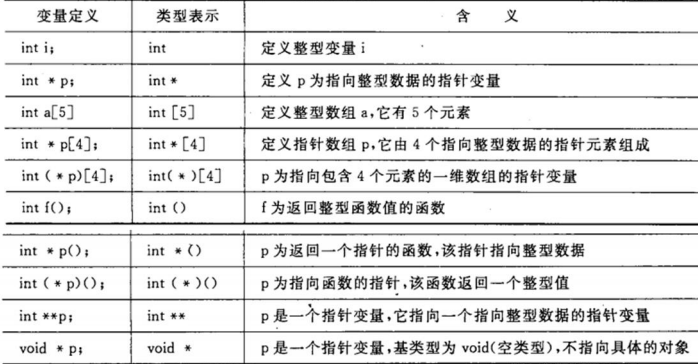 变量定义 类型表示 含 义
int i; int 定义整型变量 i
int * p; int * 定义 p 为指向整型数据的指针变量
int a[5] int [5] 定义整型数组 a,它有 5 个元素
int * p[4]; int * [4] 定义指针数组 p,它由 4 个指向整型数据的指针元素组成
int ( * p)[4]; int( * )[4] p 为指向包含 4 个元素的一维数组的指针变量
int f(); int () f 为返回整型函数值的函数
int * p(); int * () p 为返回一个指针的函数,该指针指向整型数据
int ( * p)(); int ( * )() p 为指向函数的指针,该函数返回一个整型值
int **p; int ** p 是一个指针变量,它指向一个指向整型数据的指针变量
void * p; void * p 是一个指针变量,基类型为 void(空类型),不指向具体的对象